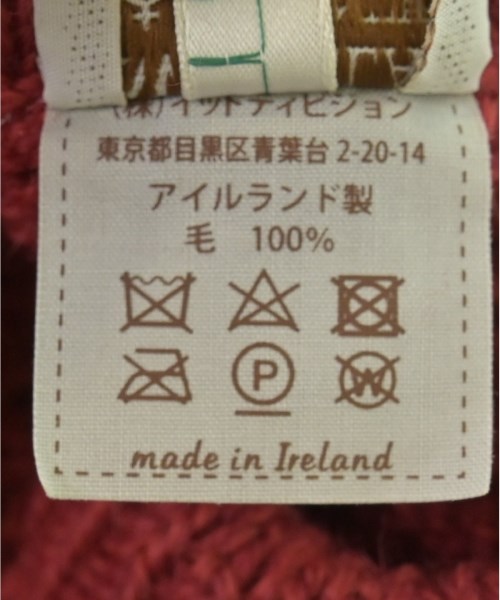 (株)イットディビジョン
東京都目黒区青葉台 2-20-14
アイルランド製
毛 100%
P
W
made in Ireland